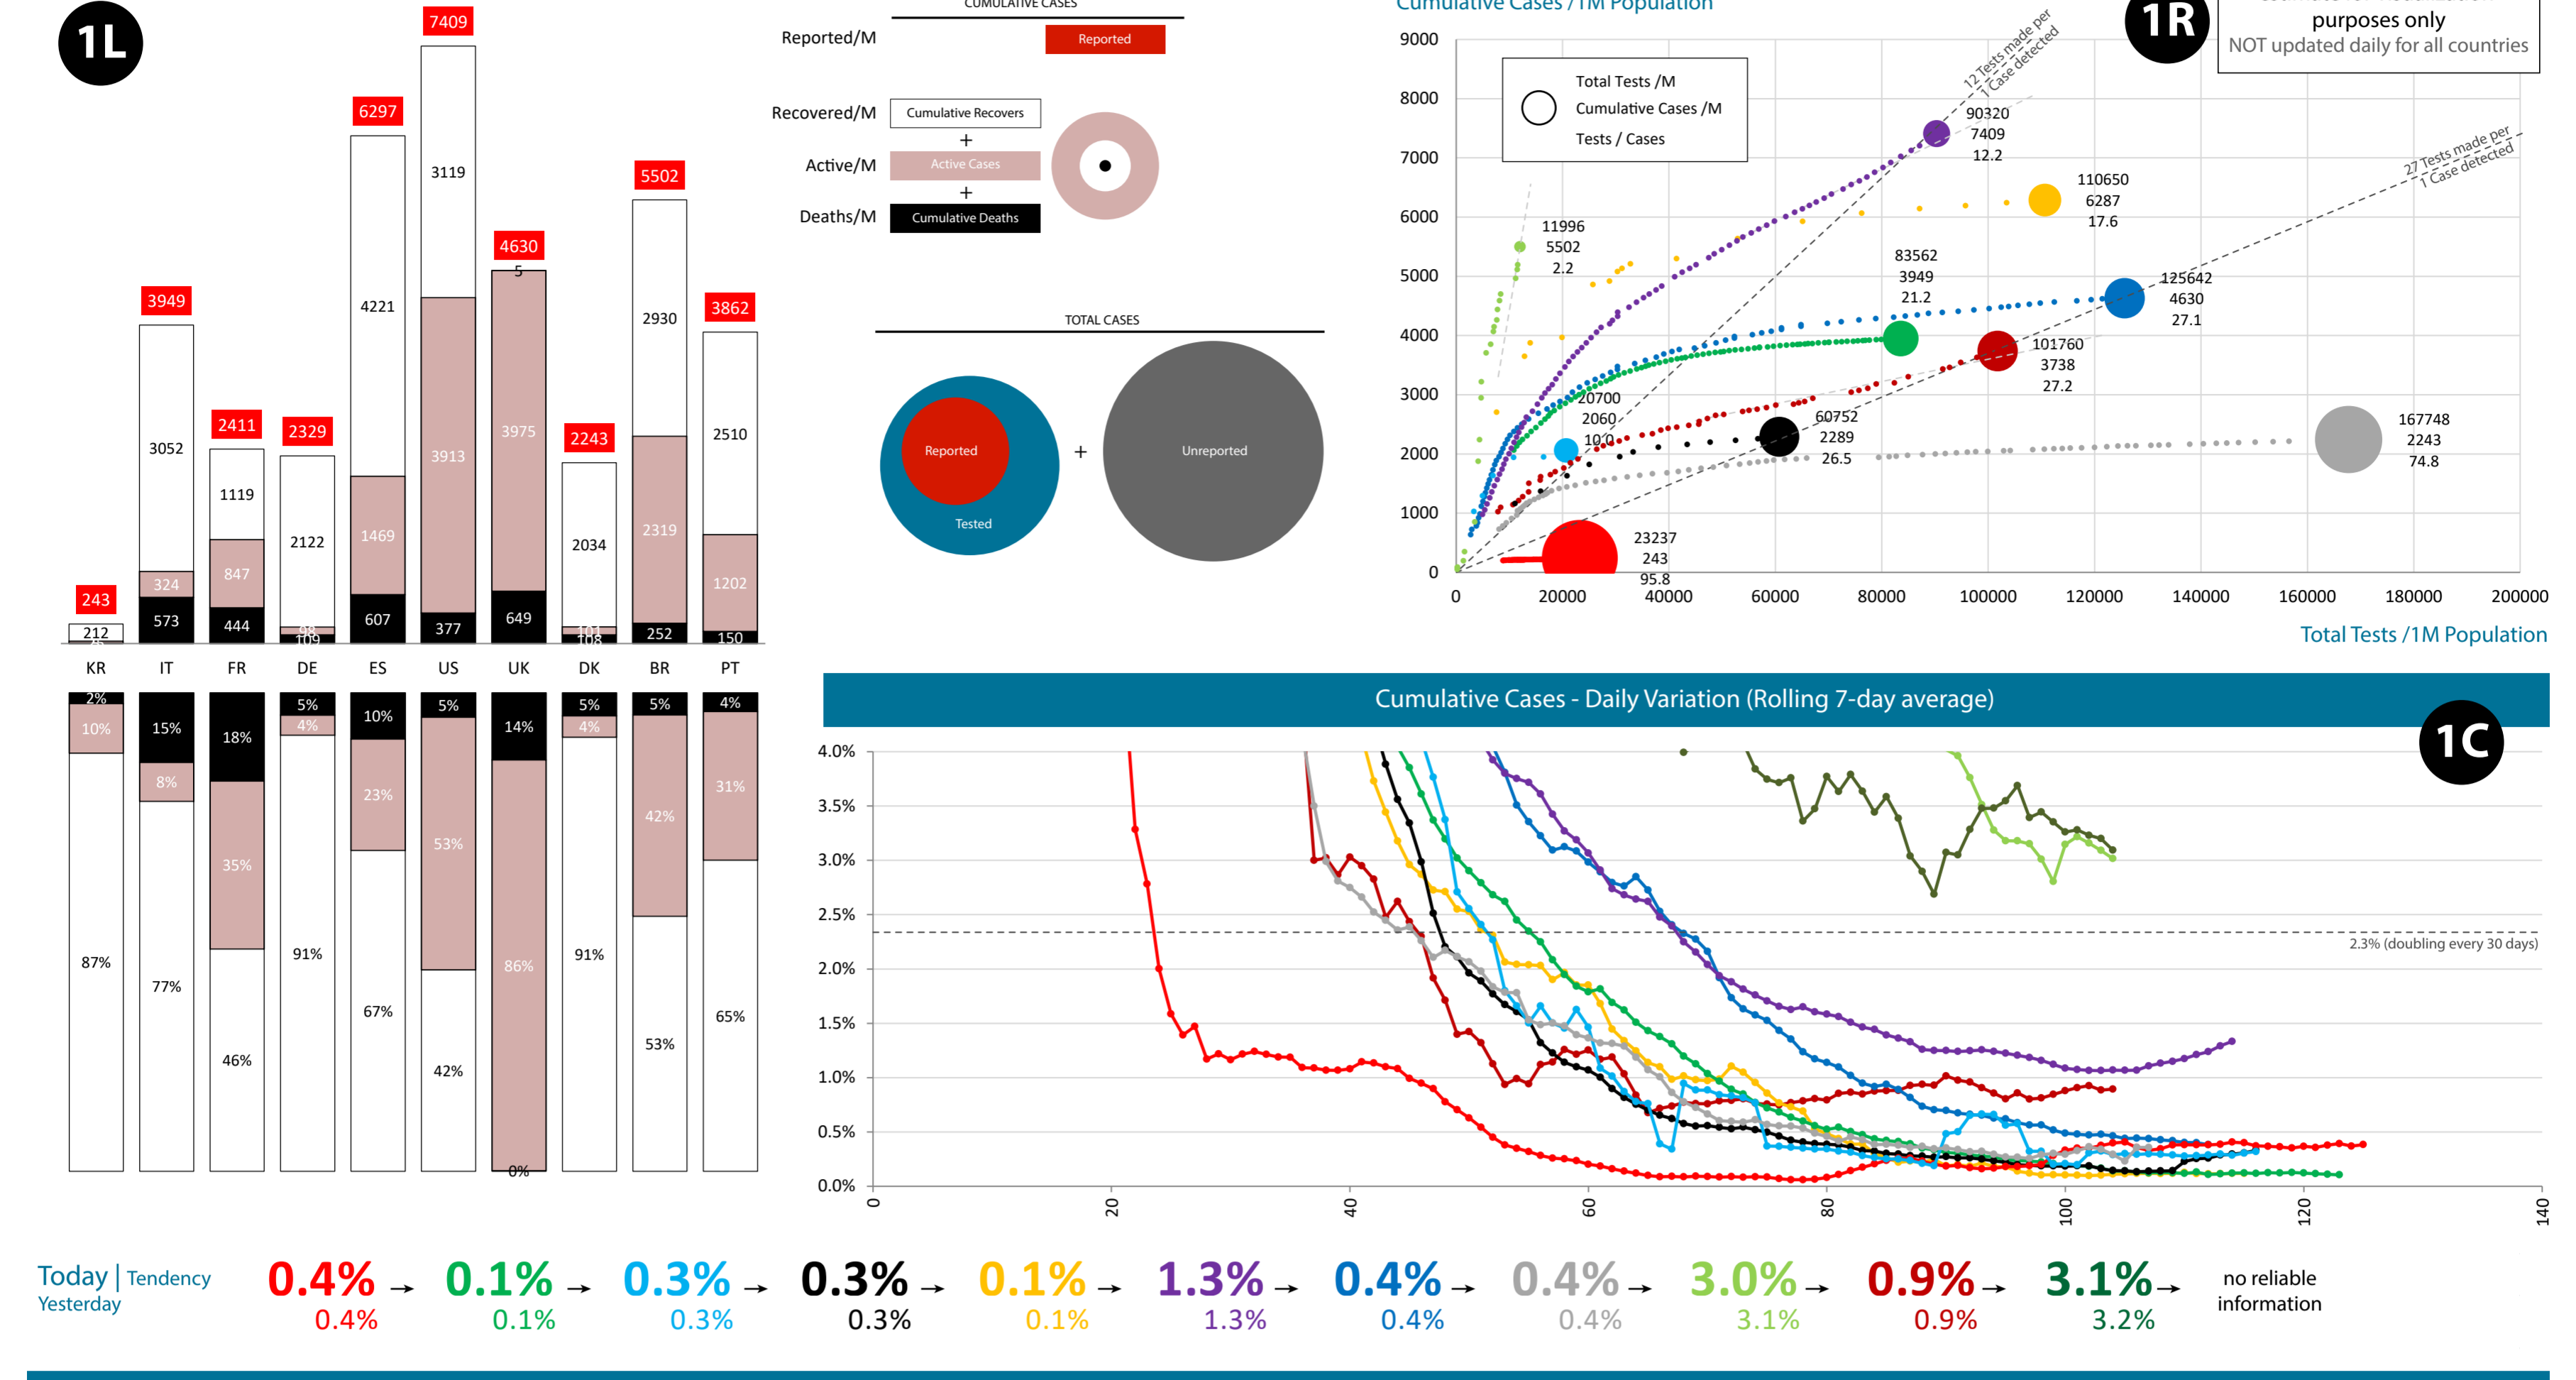 1L
7409
6297
5502
4630
3949
3862
2411
2329
2243
243
3119
5
4221
2930
3052
3913
3975
2510
1119
2122
2034
1469
2319
324
847
1202
212
573
444
98
109
607
377
649
101
108
252
150
KR IT FR DE ES US UK DK BR PT
2% 15% 18% 5% 10% 5% 14% 5% 5% 4%
10% 8% 35% 4% 23% 53% 86% 4% 42% 31%
87% 77% 46% 91% 67% 42% 0% 91% 53% 65%
CUMULATIVE CASES
Reported/M Reported
Recovered/M Cumulative Recovers
+
Active/M Active Cases
+
Deaths/M Cumulative Deaths
TOTAL CASES
Reported
Tested
+
Unreported
Cumulative Cases /1M Population
1R
purposes only
NOT updated daily for all countries
9000
8000
7000
6000
5000
4000
3000
2000
1000
0
Total Tests /M
Cumulative Cases /M
Tests / Cases
12 Tests made per
1 Case detected
27 Tests made per
1 Case detected
90320
7409
12.2
110650
6287
17.6
11996
5502
2.2
83562
3949
21.2
125642
4630
27.1
101760
3738
27.2
20700
2060
10.0
60752
2289
26.5
167748
2243
74.8
23237
243
95.8
0 20000 40000 60000 80000 100000 120000 140000 160000 180000 200000
Total Tests /1M Population
Cumulative Cases - Daily Variation (Rolling 7-day average)
1C
4.0%
3.5%
3.0%
2.5%
2.0%
1.5%
1.0%
0.5%
0.0%
2.3% (doubling every 30 days)
0 20 40 60 80 100 120 140
Today | Tendency
Yesterday
0.4% → 0.1% → 0.3% → 0.3% → 0.1% → 1.3% → 0.4% → 0.4% → 3.0% → 0.9% → 3.1% →
0.4% 0.1% 0.3% 0.3% 0.1% 1.3% 0.4% 0.4% 3.1% 0.9% 3.2%
no reliable
information